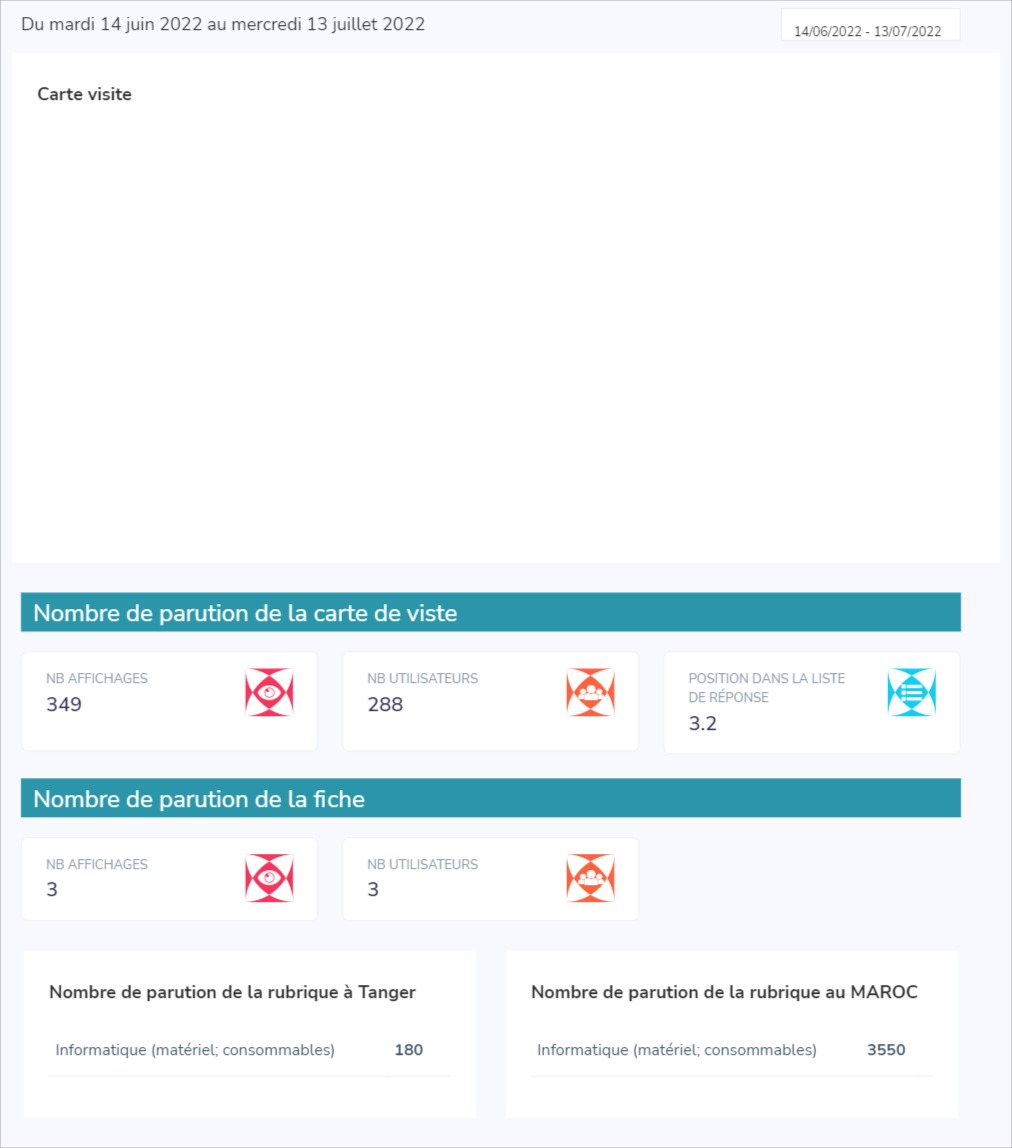 Du mardi 14 juin 2022 au mercredi 13 juillet 2022
14/06/2022 - 13/07/2022
Carte visite
Nombre de parution de la carte de viste
NB AFFICHAGES
349
NB UTILISATEURS
288
POSITION DANS LA LISTE
DE RÉPONSE
3.2
Nombre de parution de la fiche
NB AFFICHAGES
3
NB UTILISATEURS
3
Nombre de parution de la rubrique à Tanger
Informatique (matériel; consommables) 180
Nombre de parution de la rubrique au MAROC
Informatique (matériel; consommables) 3550